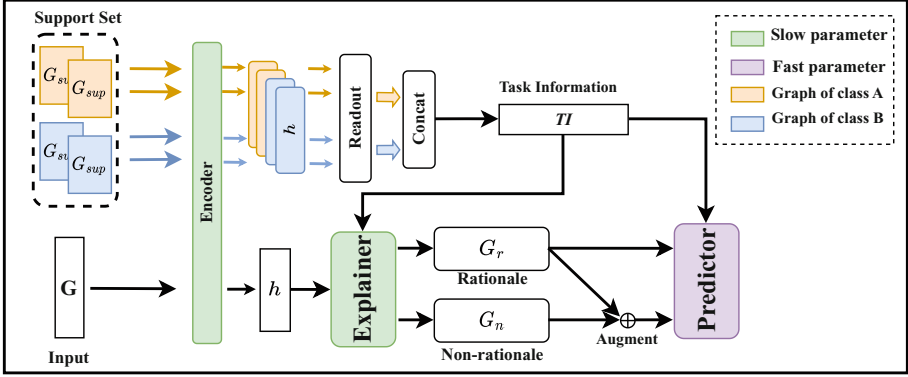 Support Set
G_sup
G_sup
Encoder
h
Readout
Concat
Task Information
TI
Slow parameter
Fast parameter
Graph of class A
Graph of class B
G_sup
G
Input
h
Explainer
G_r
Rationale
G_n
Non-rationale
Augment
Predictor